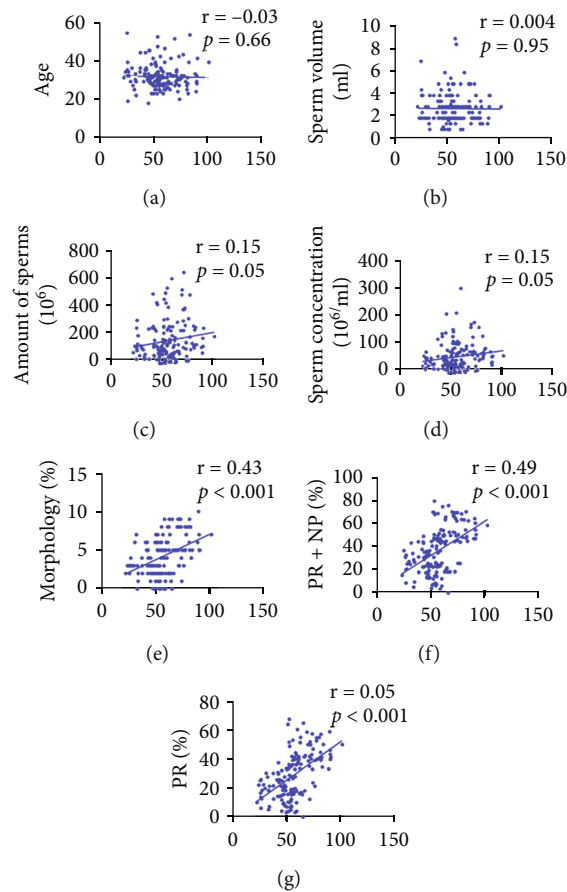 r = –0.03
p = 0.66
Age
60
40
20
0
0 50 100 150
(a)
r = 0.004
p = 0.95
Sperm volume
(ml)
10
8
6
4
2
0
0 50 100 150
(b)
r = 0.15
p = 0.05
Amount of sperms
(10⁶)
800
600
400
200
0
0 50 100 150
(c)
r = 0.15
p = 0.05
Sperm concentration
(10⁶/ml)
400
300
200
100
0
0 50 100 150
(d)
r = 0.43
p < 0.001
Morphology (%)
15
10
5
0
0 50 100 150
(e)
r = 0.49
p < 0.001
PR + NP (%)
100
80
60
40
20
0
0 50 100 150
(f)
r = 0.05
p < 0.001
PR (%)
80
60
40
20
0
0 50 100 150
(g)